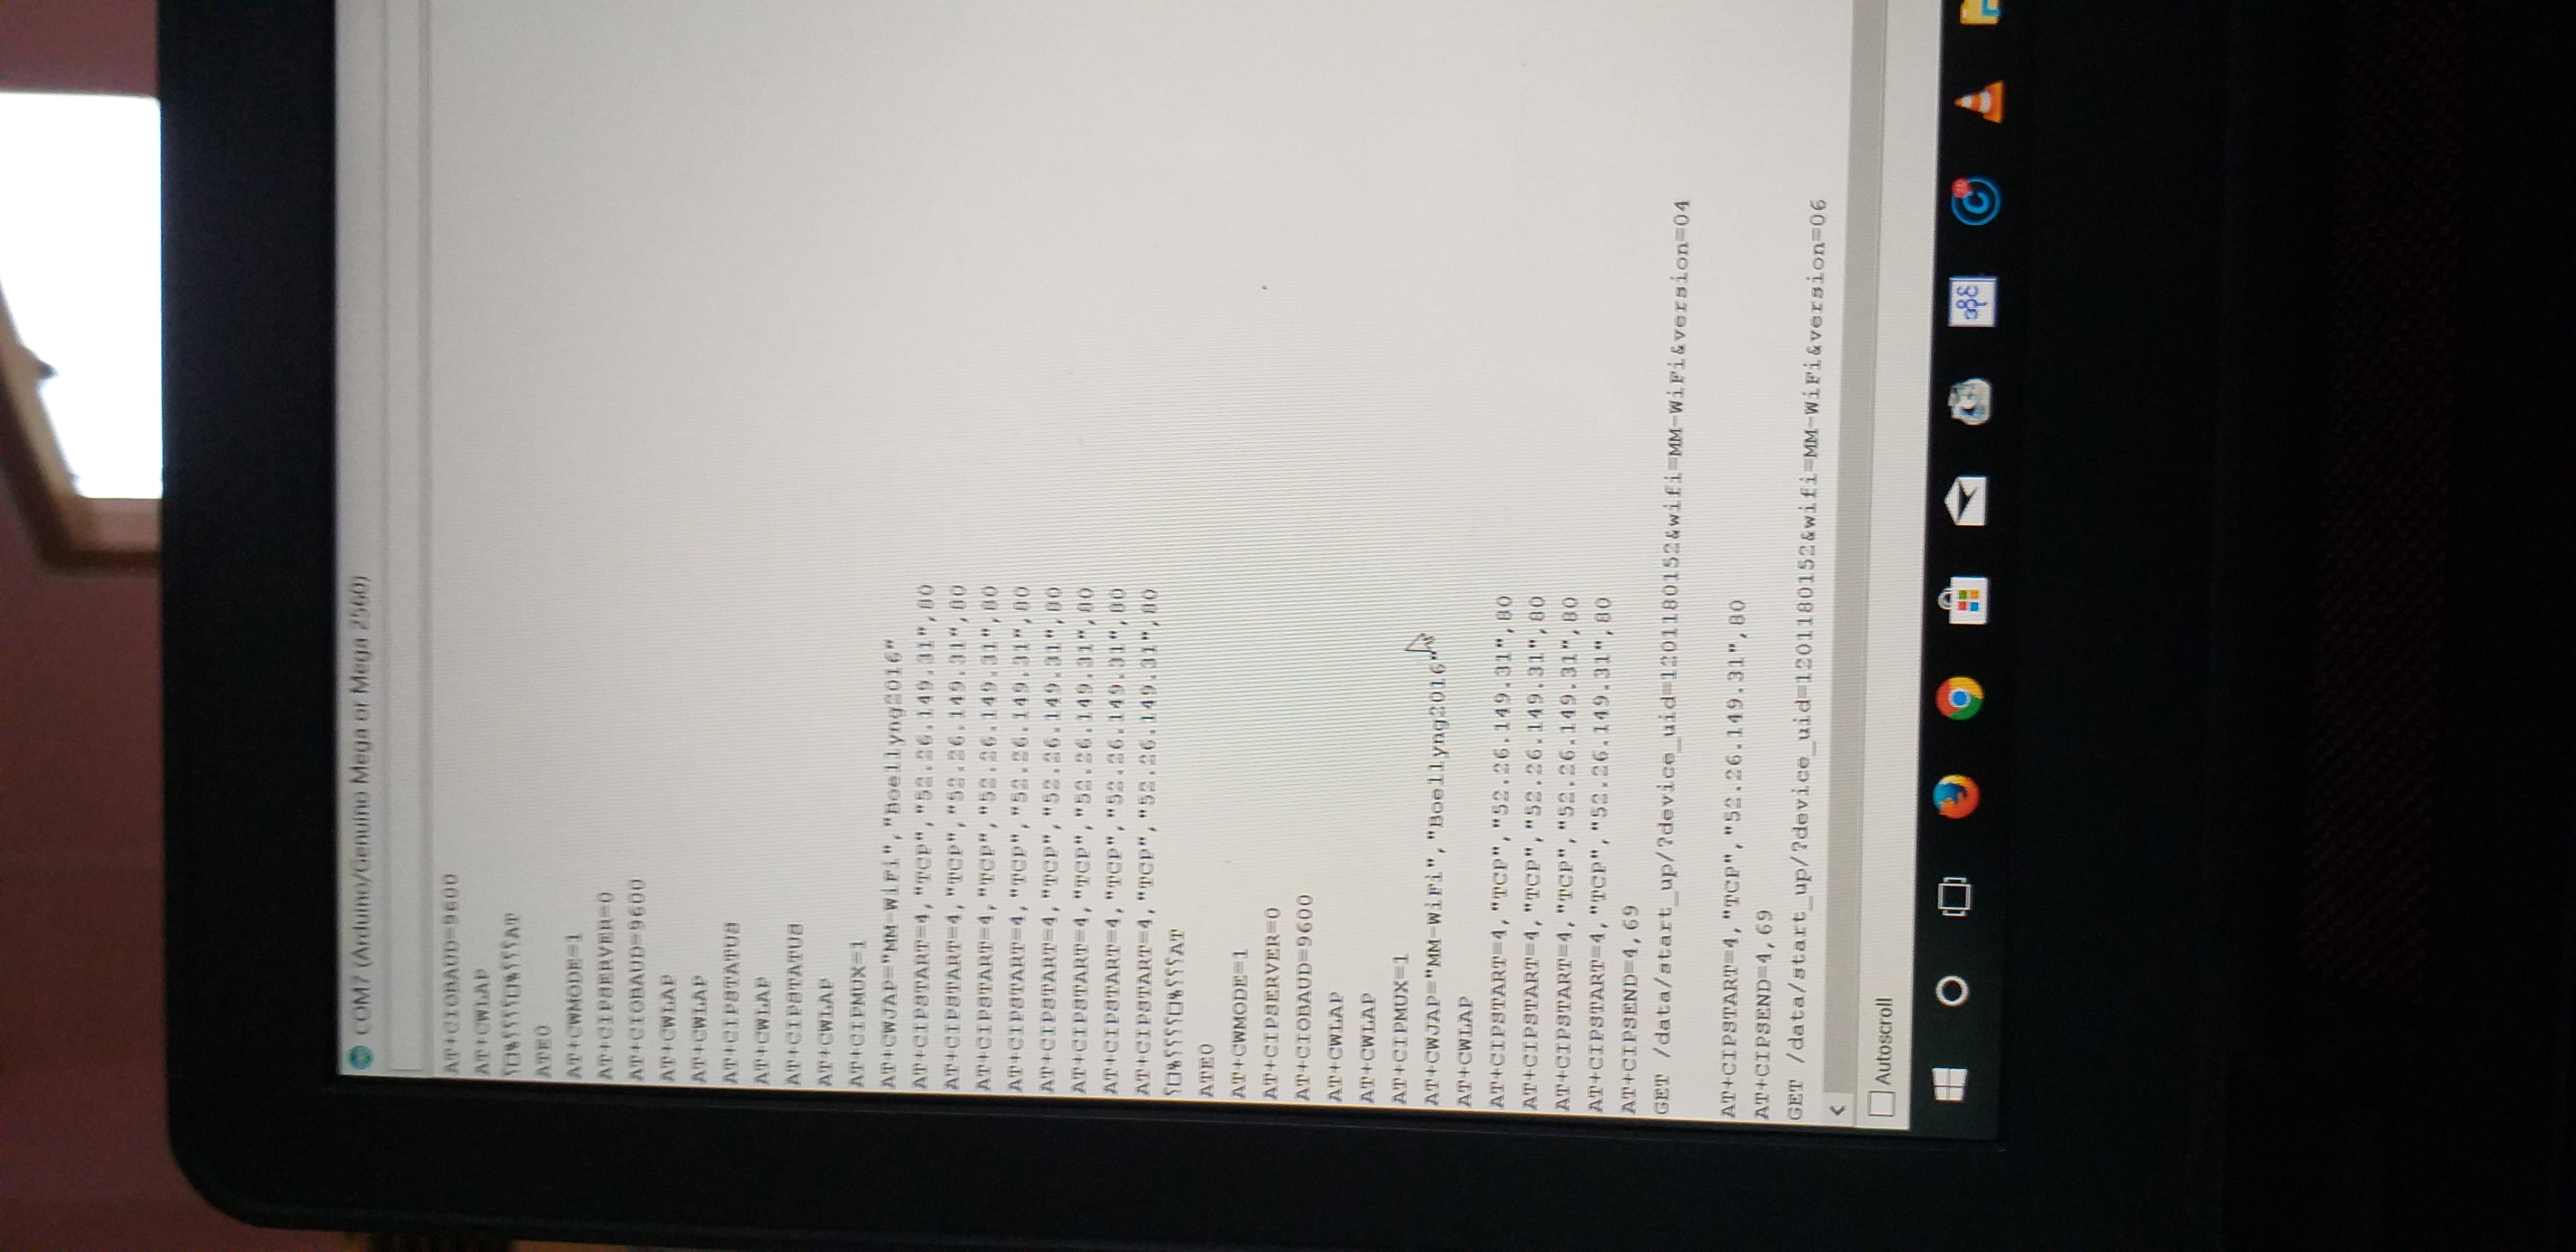 COM7 (Arduino/Genuino Mega or Mega 2560)
AT+CIOBAUD=9600
AT+CWLAP
⸮□%⸮⸮⸮⸮□%⸮⸮⸮AT
ATE0
AT+CWMODE=1
AT+CIPSERVER=0
AT+CIOBAUD=9600
AT+CWLAP
AT+CWLAP
AT+CIPSTATUS
AT+CWLAP
AT+CIPSTATUS
AT+CWLAP
AT+CIPMUX=1
AT+CWJAP="MM-WiFi","Boellyng2016"
AT+CIPSTART=4,"TCP","52.26.149.31",80
AT+CIPSTART=4,"TCP","52.26.149.31",80
AT+CIPSTART=4,"TCP","52.26.149.31",80
AT+CIPSTART=4,"TCP","52.26.149.31",80
AT+CIPSTART=4,"TCP","52.26.149.31",80
AT+CIPSTART=4,"TCP","52.26.149.31",80
AT+CIPSTART=4,"TCP","52.26.149.31",80
AT+CIPSTART=4,"TCP","52.26.149.31",80
⸮□%⸮⸮⸮⸮□%⸮⸮⸮AT
ATE0
AT+CWMODE=1
AT+CIPSERVER=0
AT+CIOBAUD=9600
AT+CWLAP
AT+CWLAP
AT+CIPMUX=1
AT+CWJAP="MM-WiFi","Boellyng2016"
AT+CWLAP
AT+CIPSTART=4,"TCP","52.26.149.31",80
AT+CIPSTART=4,"TCP","52.26.149.31",80
AT+CIPSTART=4,"TCP","52.26.149.31",80
AT+CIPSTART=4,"TCP","52.26.149.31",80
AT+CIPSEND=4,69
GET /data/start_up/?device_uid=1201180152&wifi=MM-WiFi&version=04
AT+CIPSTART=4,"TCP","52.26.149.31",80
AT+CIPSEND=4,69
GET /data/start_up/?device_uid=1201180152&wifi=MM-WiFi&version=06
Autoscroll